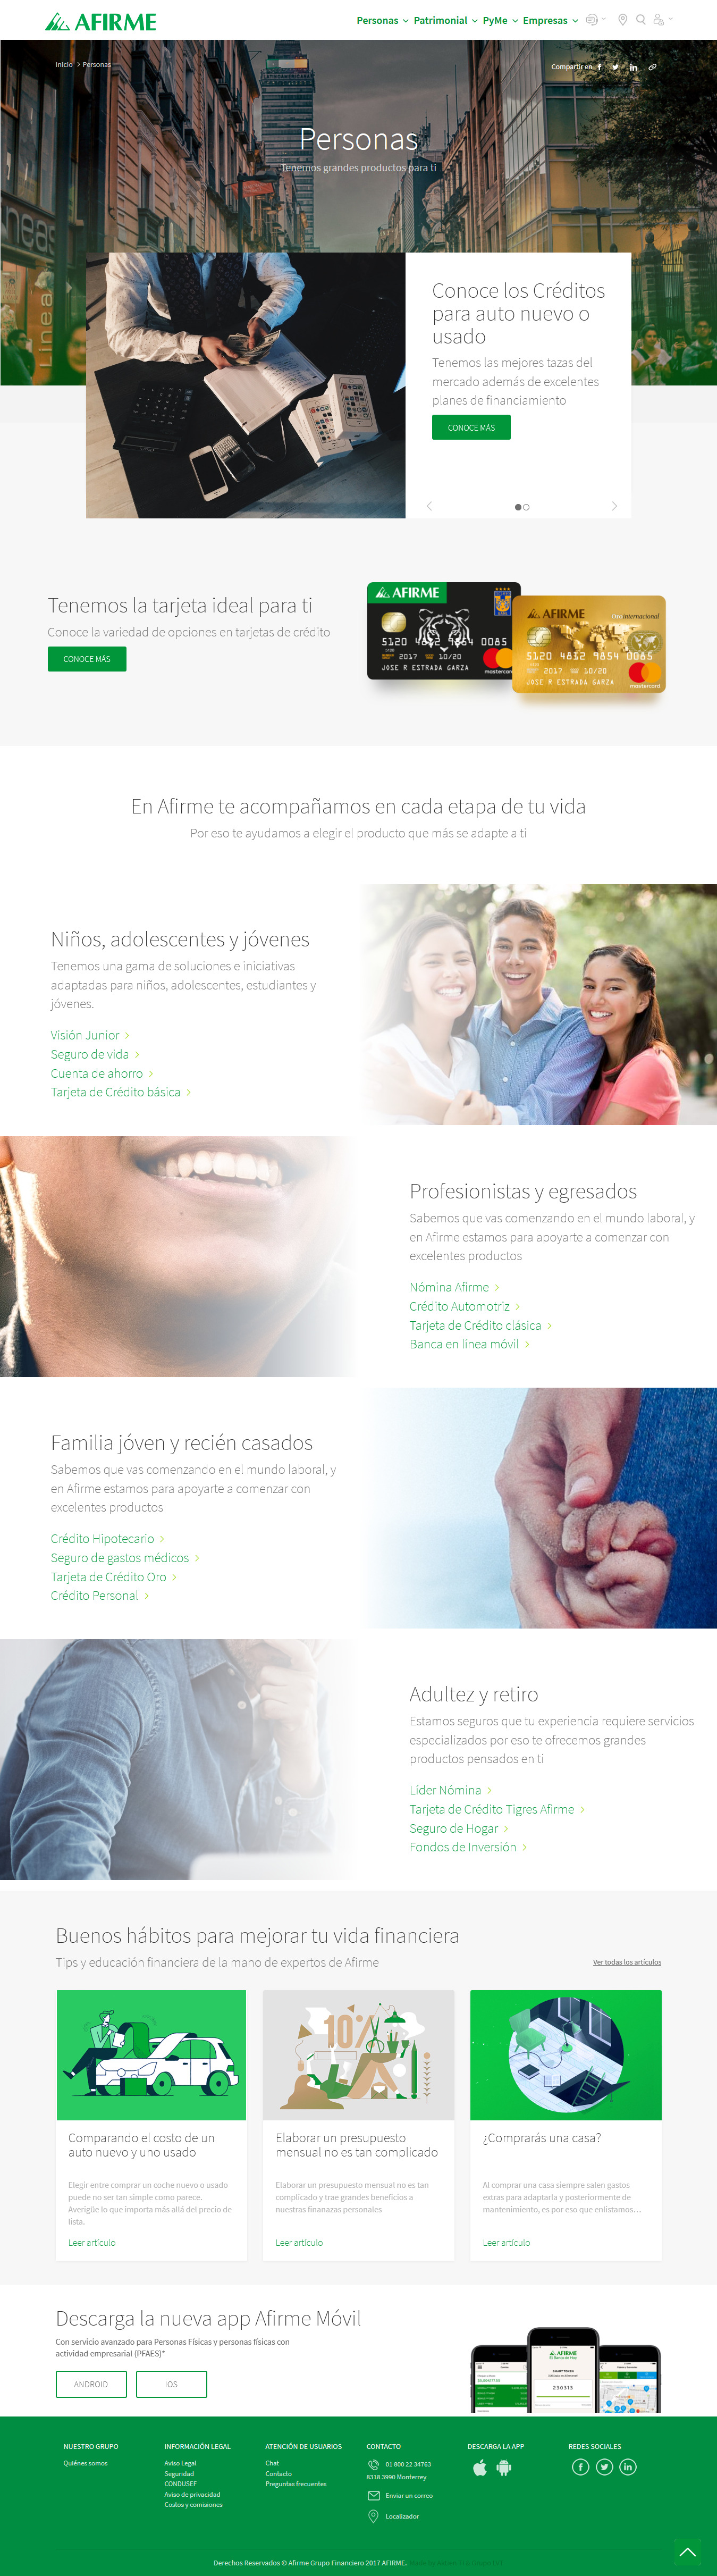 AFIRME
Personas
Patrimonial
PyMe
Empresas
Inicio > Personas
Compartir en
Personas
Tenemos grandes productos para ti
Linea
Conoce los Créditos
para auto nuevo o
usado
Tenemos las mejores tazas del
mercado además de excelentes
planes de financiamiento
CONOCE MÁS
Tenemos la tarjeta ideal para ti
Conoce la variedad de opciones en tarjetas de crédito
CONOCE MÁS
AFIRME
5120 0085
2017 10/20
JOSE R ESTRADA GARZA
mastercard
AFIRME
Oro internacional
5120 4812 9854 0085
2017 10/20
JOSE R ESTRADA GARZA
mastercard
En Afirme te acompañamos en cada etapa de tu vida
Por eso te ayudamos a elegir el producto que más se adapte a ti
Niños, adolescentes y jóvenes
Tenemos una gama de soluciones e iniciativas
adaptadas para niños, adolescentes, estudiantes y
jóvenes.
Visión Junior
Seguro de vida
Cuenta de ahorro
Tarjeta de Crédito básica
Profesionistas y egresados
Sabemos que vas comenzando en el mundo laboral, y
en Afirme estamos para apoyarte a comenzar con
excelentes productos
Nómina Afirme
Crédito Automotriz
Tarjeta de Crédito clásica
Banca en línea móvil
Familia jóven y recién casados
Sabemos que vas comenzando en el mundo laboral, y
en Afirme estamos para apoyarte a comenzar con
excelentes productos
Crédito Hipotecario
Seguro de gastos médicos
Tarjeta de Crédito Oro
Crédito Personal
Adultez y retiro
Estamos seguros que tu experiencia requiere servicios
especializados por eso te ofrecemos grandes
productos pensados en ti
Líder Nómina
Tarjeta de Crédito Tigres Afirme
Seguro de Hogar
Fondos de Inversión
Buenos hábitos para mejorar tu vida financiera
Tips y educación financiera de la mano de expertos de Afirme
Ver todas los artículos
10%
Comparando el costo de un
auto nuevo y uno usado
Elegir entre comprar un coche nuevo o usado
puede no ser tan simple como parece.
Averigüe lo que importa más allá del precio de
lista.
Leer artículo
Elaborar un presupuesto
mensual no es tan complicado
Elaborar un presupuesto mensual no es tan
complicado y trae grandes beneficios a
nuestras finanazas personales
Leer artículo
¿Comprarás una casa?
Al comprar una casa siempre salen gastos
extras para adaptarla y posteriormente de
mantenimiento, es por eso que enlistamos...
Leer artículo
Descarga la nueva app Afirme Móvil
Con servicio avanzado para Personas Físicas y personas físicas con
actividad empresarial (PFAES)*
ANDROID
IOS
AFIRME
El Banco de Hoy
230313
NUESTRO GRUPO
Quiénes somos
INFORMACIÓN LEGAL
Aviso Legal
Seguridad
CONDUSEF
Aviso de privacidad
Costos y comisiones
ATENCIÓN DE USUARIOS
Chat
Contacto
Preguntas frecuentes
CONTACTO
01 800 22 34763
8318 3990 Monterrey
Enviar un correo
Localizador
DESCARGA LA APP
REDES SOCIALES
Derechos Reservados © Afirme Grupo Financiero 2017 AFIRME.